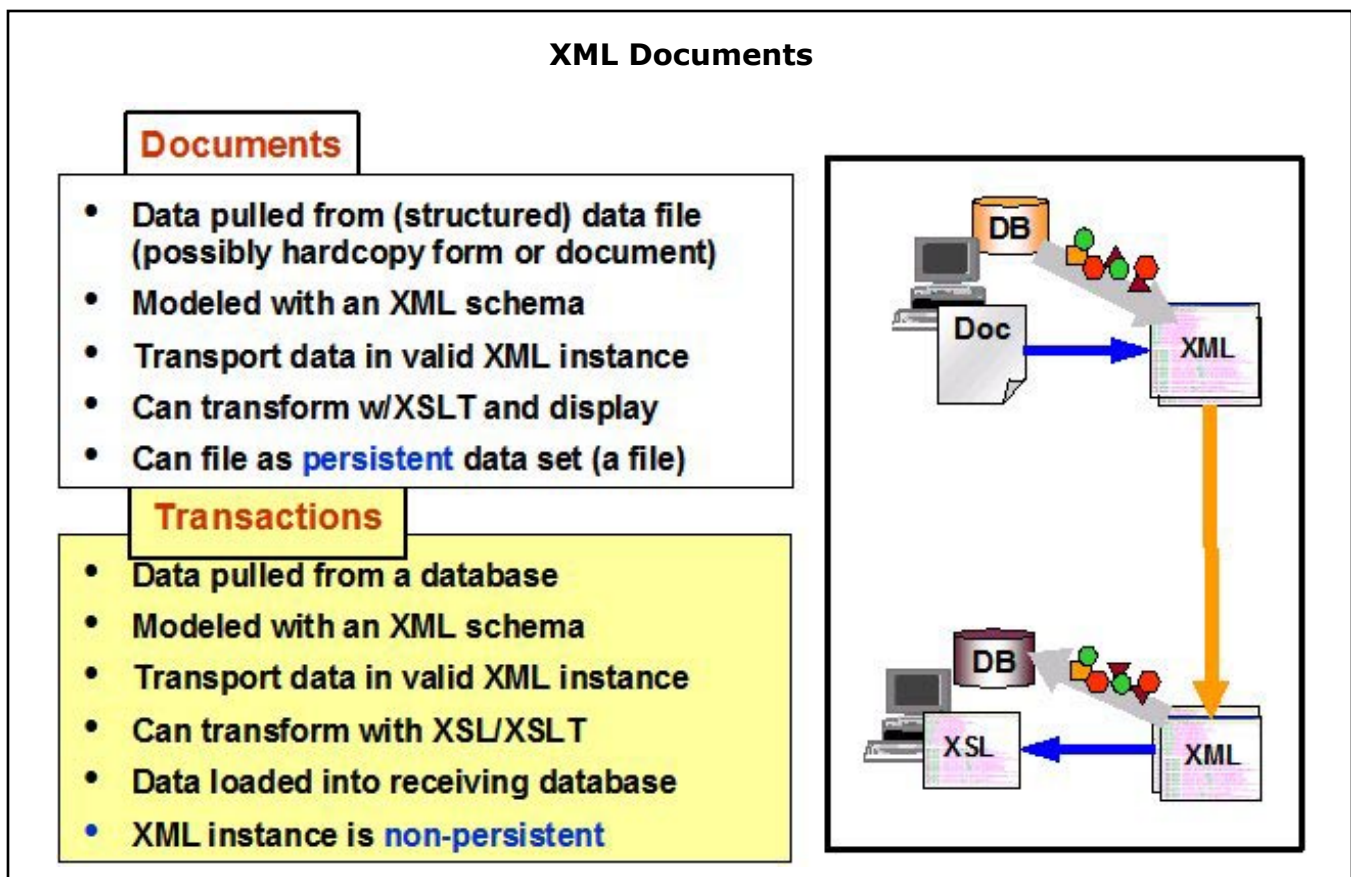 XML Documents
Documents
• Data pulled from (structured) data file
(possibly hardcopy form or document)
• Modeled with an XML schema
• Transport data in valid XML instance
• Can transform w/XSLT and display
• Can file as persistent data set (a file)
Transactions
• Data pulled from a database
• Modeled with an XML schema
• Transport data in valid XML instance
• Can transform with XSL/XSLT
• Data loaded into receiving database
• XML instance is non-persistent
DB
Doc
XML
DB
XSL
XML